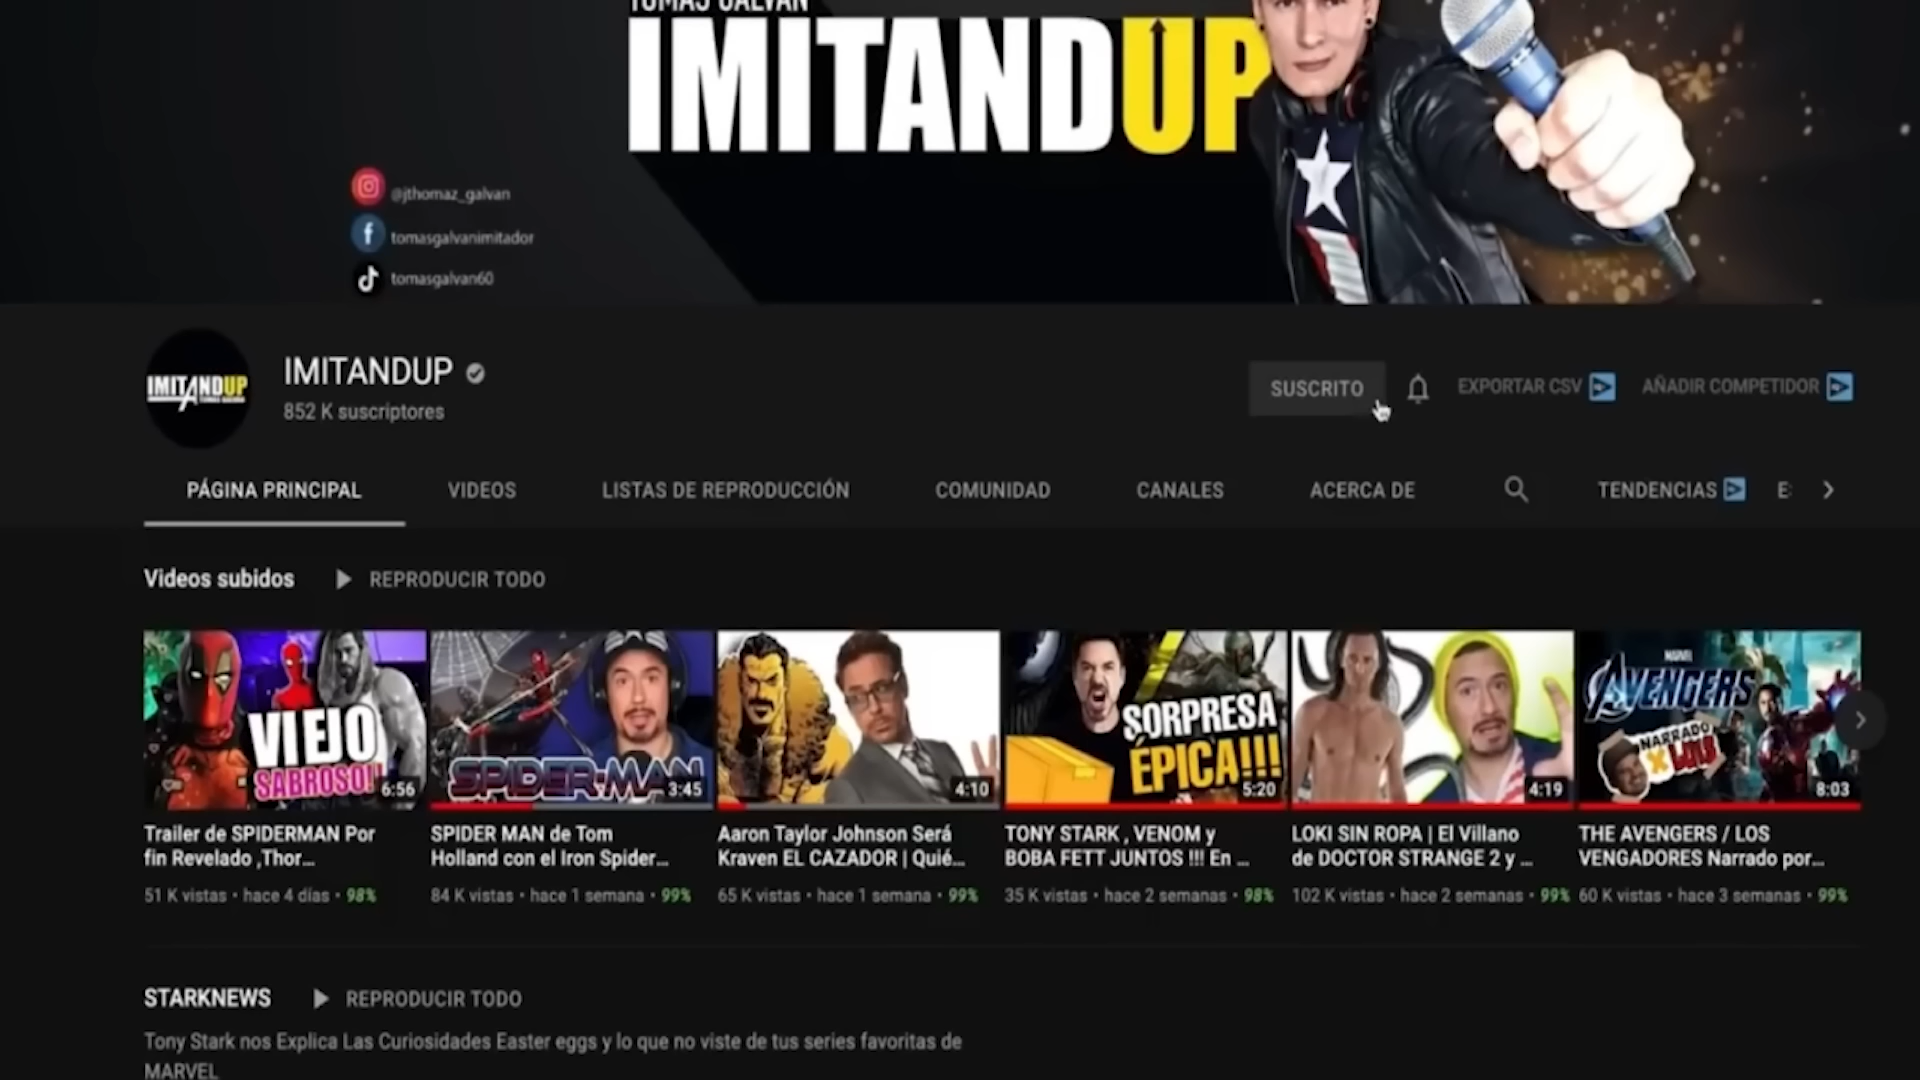 TOMAS GALVAN
IMITANDUP
@jthomaz_galvan
tomasgalvanimitador
tomasgalvan60
IMITANDUP
IMITANDUP
852 K suscriptores
SUSCRITO
EXPORTAR CSV
AÑADIR COMPETIDOR
PÁGINA PRINCIPAL
VIDEOS
LISTAS DE REPRODUCCIÓN
COMUNIDAD
CANALES
ACERCA DE
TENDENCIAS
E
Videos subidos
REPRODUCIR TODO
VIEJO
SABROSO!!
6:56
SPIDER-MAN
3:45
4:10
SORPRESA
ÉPICA!!!
5:20
4:19
MARVEL
AVENGERS
NARRADO
X
8:03
Trailer de SPIDERMAN Por
fin Revelado ,Thor...
51 K vistas • hace 4 días • 98%
SPIDER MAN de Tom
Holland con el Iron Spider...
84 K vistas • hace 1 semana • 99%
Aaron Taylor Johnson Será
Kraven EL CAZADOR | Quié...
65 K vistas • hace 1 semana • 99%
TONY STARK , VENOM y
BOBA FETT JUNTOS !!! En ...
35 K vistas • hace 2 semanas • 98%
LOKI SIN ROPA | El Villano
de DOCTOR STRANGE 2 y ...
102 K vistas • hace 2 semanas • 99%
THE AVENGERS / LOS
VENGADORES Narrado por...
60 K vistas • hace 3 semanas • 99%
STARKNEWS
REPRODUCIR TODO
Tony Stark nos Explica Las Curiosidades Easter eggs y lo que no viste de tus series favoritas de
MARVEL